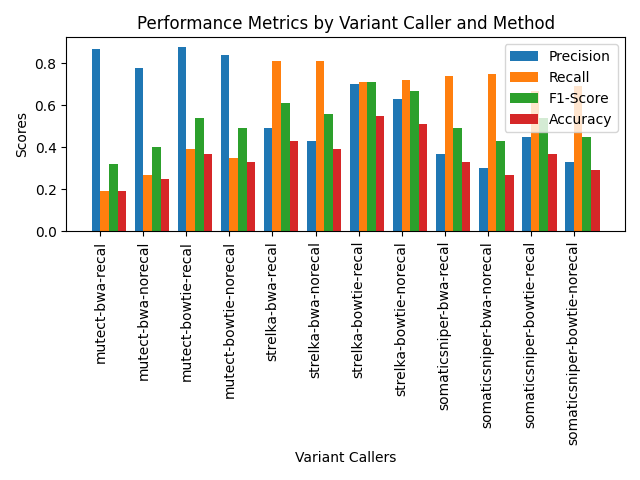 Performance Metrics by Variant Caller and Method
Scores
0.8
0.6
0.4
0.2
0.0
Precision
Recall
F1-Score
Accuracy
mutect-bwa-recal
mutect-bwa-norecal
mutect-bowtie-recal
mutect-bowtie-norecal
strelka-bwa-recal
strelka-bwa-norecal
strelka-bowtie-recal
strelka-bowtie-norecal
somaticsniper-bwa-recal
somaticsniper-bwa-norecal
somaticsniper-bowtie-recal
somaticsniper-bowtie-norecal
Variant Callers